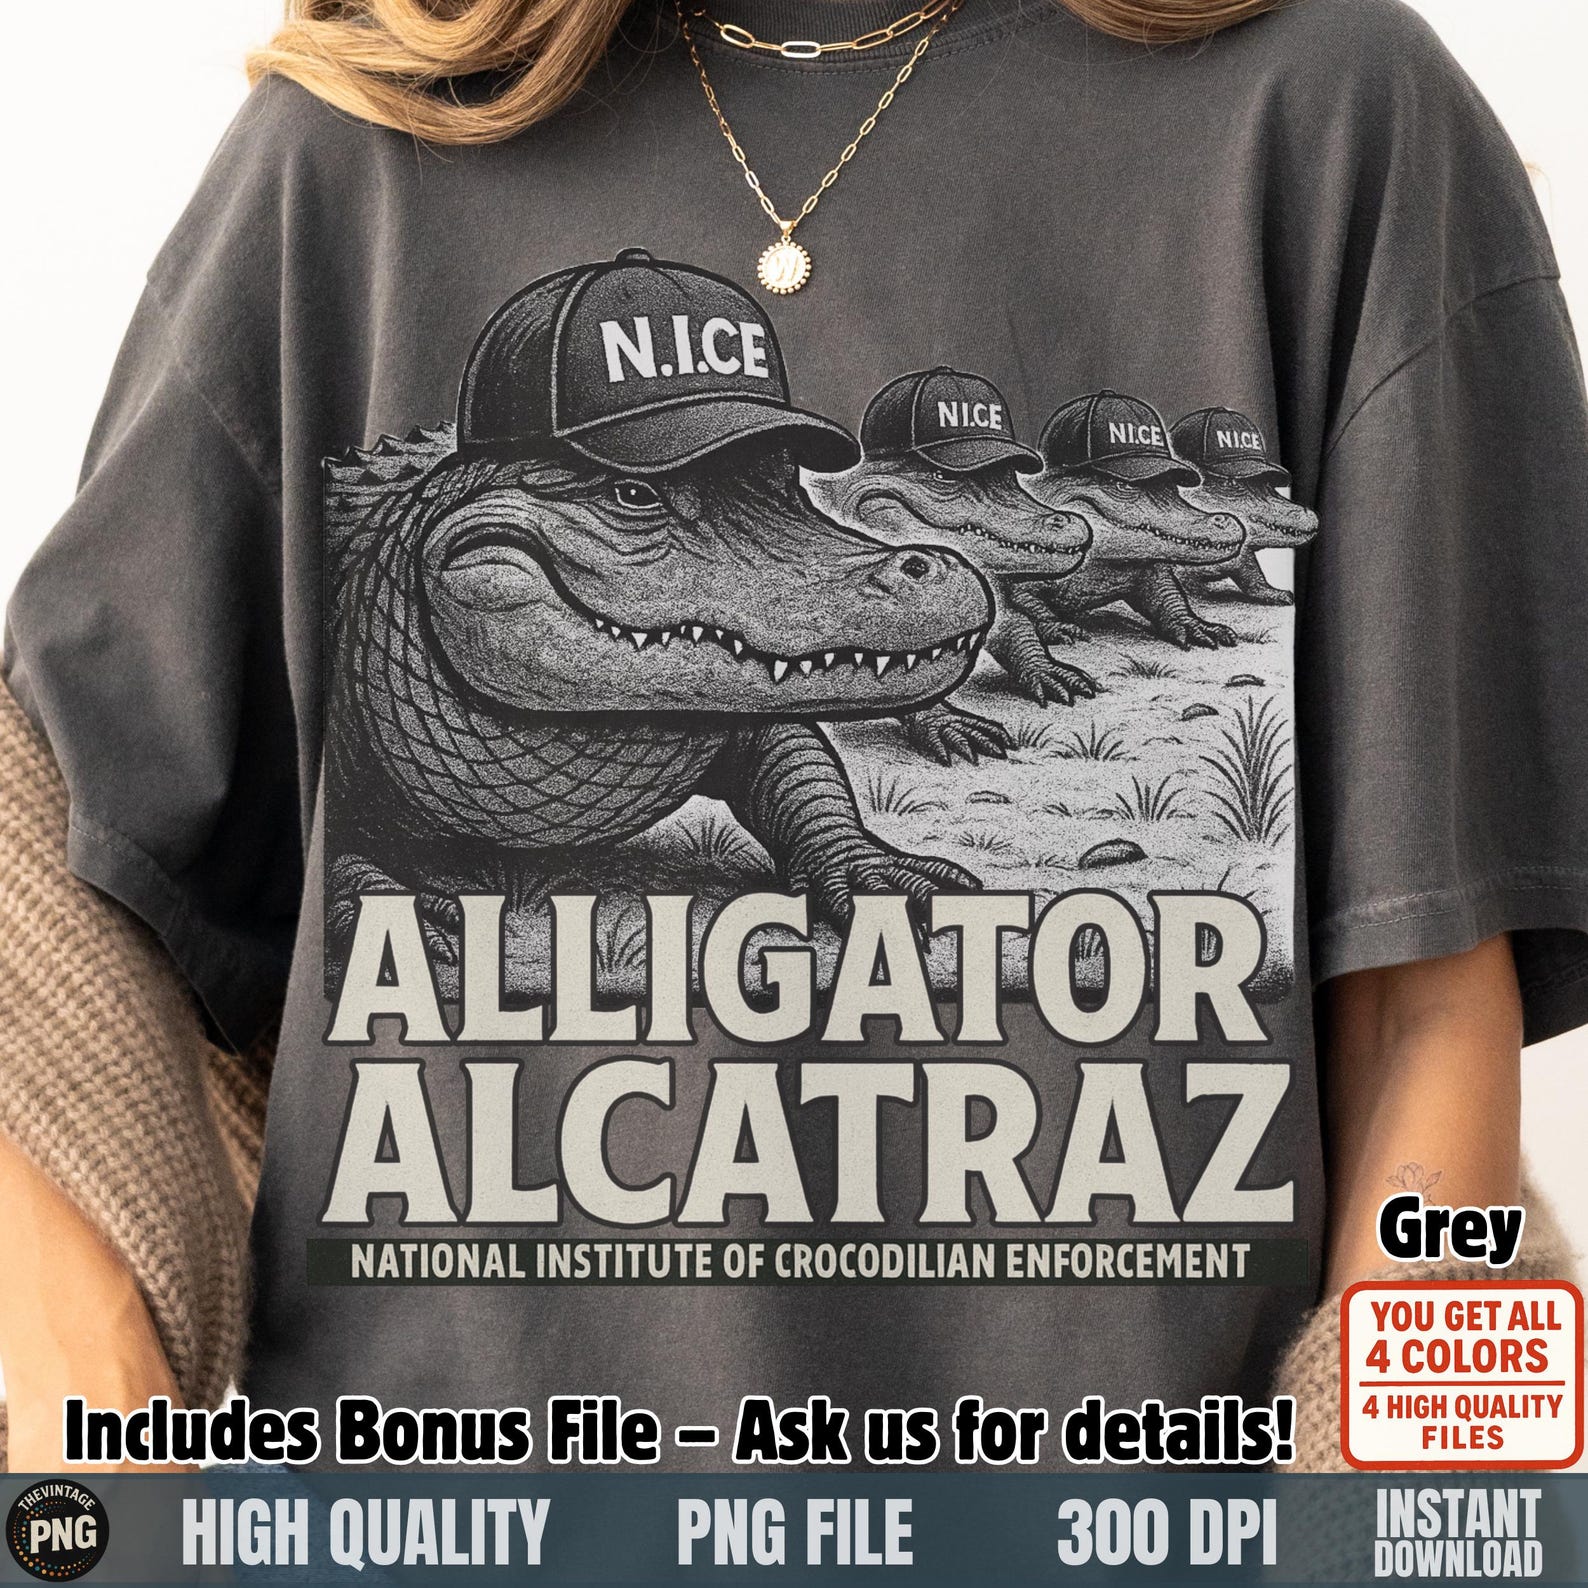 N.I.CE
N.I.CE
N.I.CE
N.I.CE
ALLIGATOR
ALCATRAZ
NATIONAL INSTITUTE OF CROCODILIAN ENFORCEMENT
Grey
YOU GET ALL
4 COLORS
4 HIGH QUALITY
FILES
Includes Bonus File – Ask us for details!
THEVINTAGE
PNG
HIGH QUALITY
PNG FILE
300 DPI
INSTANT
DOWNLOAD